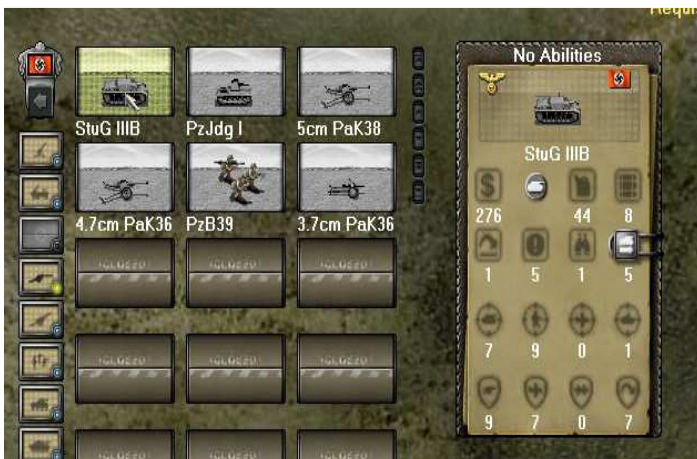 Requi
No Abilities
StuG IIIB PzJdg I 5cm PaK38
StuG IIIB
276 44 8
4.7cm PaK36 PzB39 3.7cm PaK36
1 5 1 5
7 9 0 1
9 7 0 7